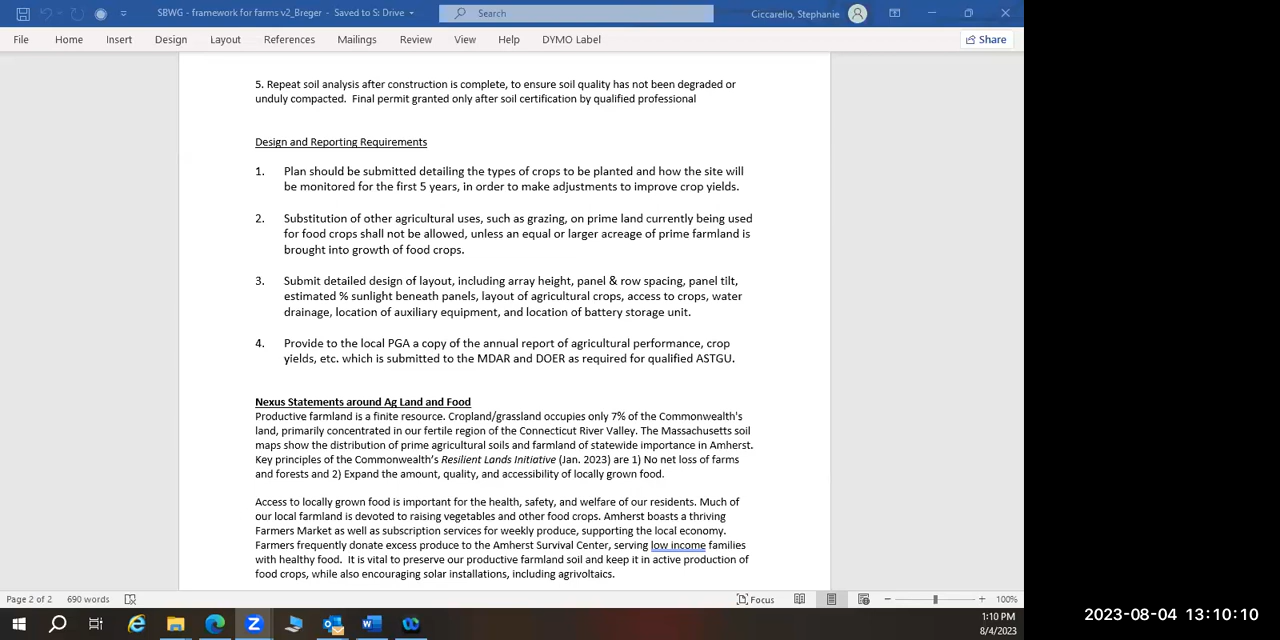 SBWG - framework for farms v2_Breger - Saved to S: Drive
Search
Ciccarello, Stephanie
File Home Insert Design Layout References Mailings Review View Help DYMO Label
Share
5. Repeat soil analysis after construction is complete, to ensure soil quality has not been degraded or
unduly compacted. Final permit granted only after soil certification by qualified professional
Design and Reporting Requirements
1. Plan should be submitted detailing the types of crops to be planted and how the site will
be monitored for the first 5 years, in order to make adjustments to improve crop yields.
2. Substitution of other agricultural uses, such as grazing, on prime land currently being used
for food crops shall not be allowed, unless an equal or larger acreage of prime farmland is
brought into growth of food crops.
3. Submit detailed design of layout, including array height, panel & row spacing, panel tilt,
estimated % sunlight beneath panels, layout of agricultural crops, access to crops, water
drainage, location of auxiliary equipment, and location of battery storage unit.
4. Provide to the local PGA a copy of the annual report of agricultural performance, crop
yields, etc. which is submitted to the MDAR and DOER as required for qualified ASTGU.
Nexus Statements around Ag Land and Food
Productive farmland is a finite resource. Cropland/grassland occupies only 7% of the Commonwealth's
land, primarily concentrated in our fertile region of the Connecticut River Valley. The Massachusetts soil
maps show the distribution of prime agricultural soils and farmland of statewide importance in Amherst.
Key principles of the Commonwealth's Resilient Lands Initiative (Jan. 2023) are 1) No net loss of farms
and forests and 2) Expand the amount, quality, and accessibility of locally grown food.
Access to locally grown food is important for the health, safety, and welfare of our residents. Much of
our local farmland is devoted to raising vegetables and other food crops. Amherst boasts a thriving
Farmers Market as well as subscription services for weekly produce, supporting the local economy.
Farmers frequently donate excess produce to the Amherst Survival Center, serving low income families
with healthy food. It is vital to preserve our productive farmland soil and keep it in active production of
food crops, while also encouraging solar installations, including agrivoltaics.
Page 2 of 2 690 words
Focus
100%
1:10 PM
8/4/2023
2023-08-04 13:10:10